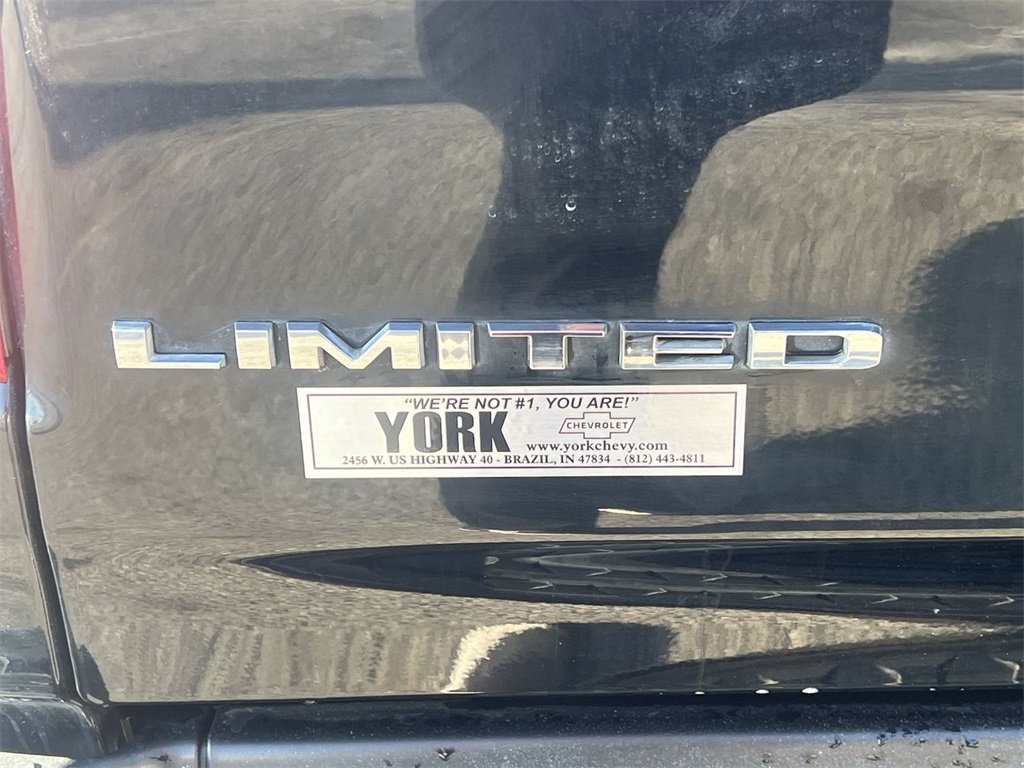 LIMITED
"WE'RE NOT #1, YOU ARE!"
YORK
CHEVROLET
www.yorkchevy.com
2456 W. US HIGHWAY 40 - BRAZIL, IN 47834 - (812) 443-4811